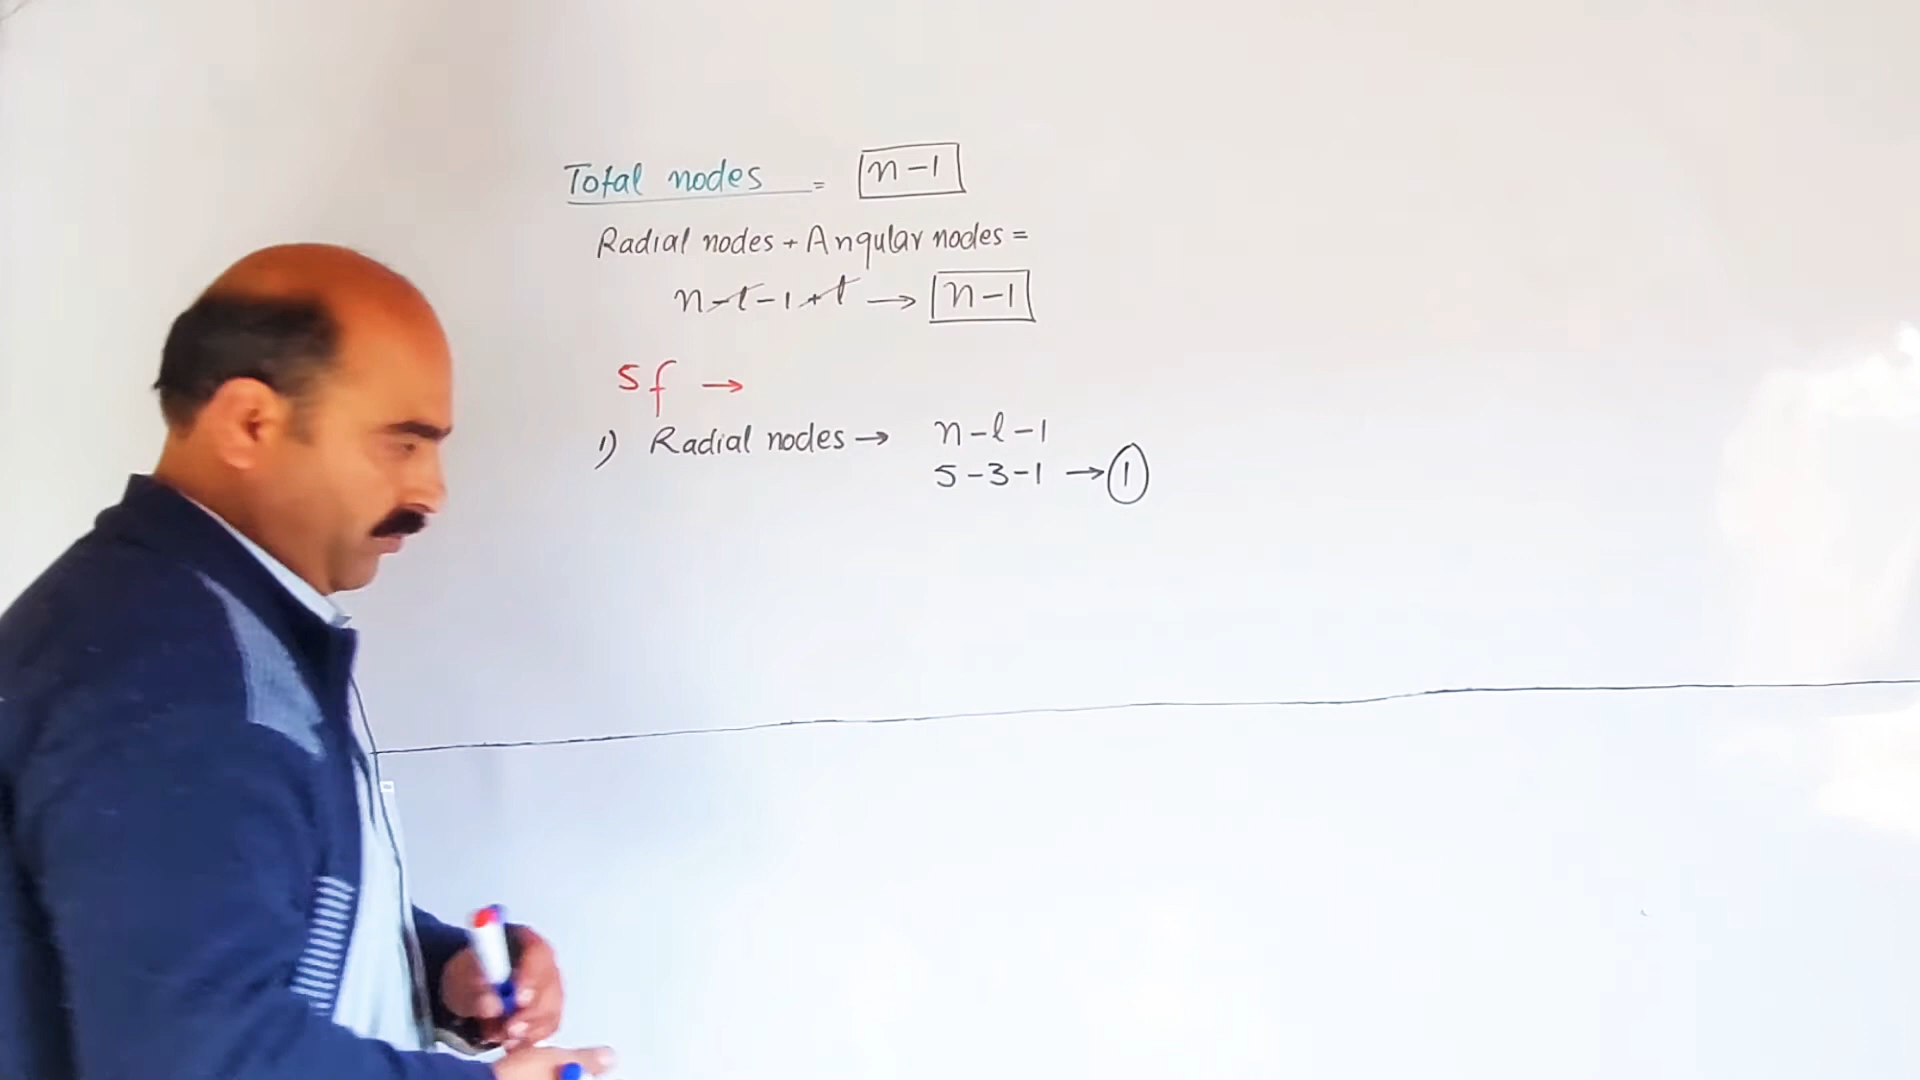 Total nodes = n-1
Radial nodes + Angular nodes =
n-l-1+l → n-1
5f →
1) Radial nodes → n-l-1
5-3-1 → 1